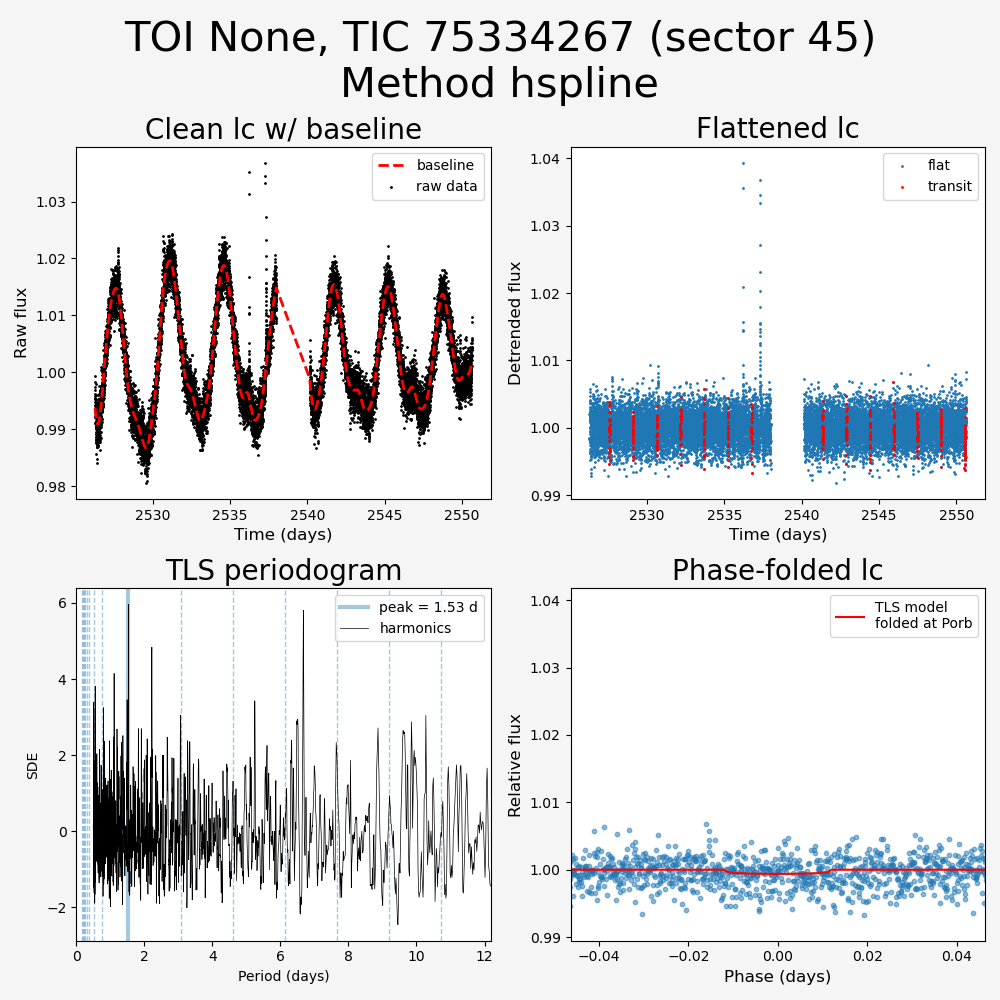 TOI None, TIC 75334267 (sector 45)
Method hspline
Clean lc w/ baseline
Flattened lc
baseline
raw data
Raw flux
1.03
1.02
1.01
1.00
0.99
0.98
2530
2535
2540
2545
2550
Time (days)
flat
transit
Detrended flux
1.04
1.03
1.02
1.01
1.00
0.99
2530
2535
2540
2545
2550
Time (days)
TLS periodogram
Phase-folded lc
peak = 1.53 d
harmonics
SDE
6
4
2
0
−2
0
2
4
6
8
10
12
Period (days)
TLS model
folded at Porb
Relative flux
1.04
1.03
1.02
1.01
1.00
0.99
−0.04
−0.02
0.00
0.02
0.04
Phase (days)